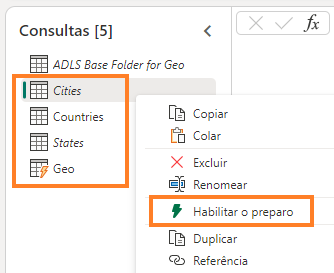 Consultas [5]
fx
ADLS Base Folder for Geo
Cities
Countries
States
Geo
Copiar
Colar
Excluir
Renomear
Habilitar o preparo
Duplicar
Referência